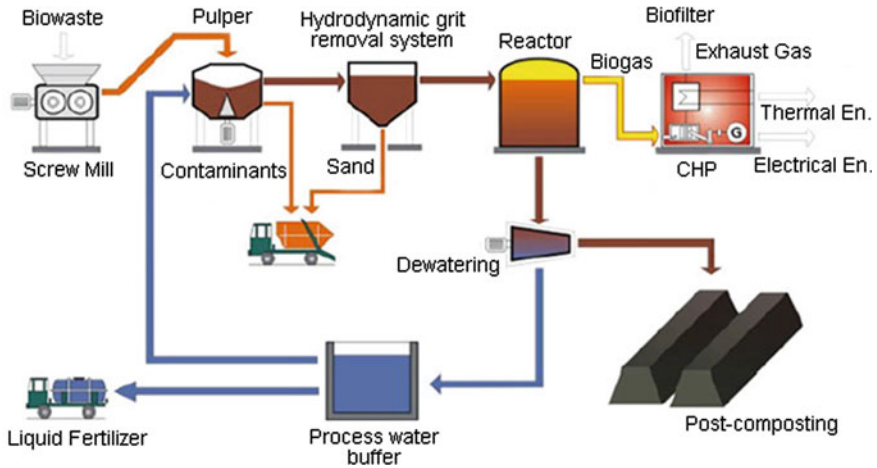 Biowaste
Pulper
Hydrodynamic grit
removal system
Reactor
Biogas
Biofilter
Exhaust Gas
Thermal En.
G
Electrical En.
CHP
Screw Mill
Contaminants
Sand
Dewatering
Liquid Fertilizer
Process water
buffer
Post-composting